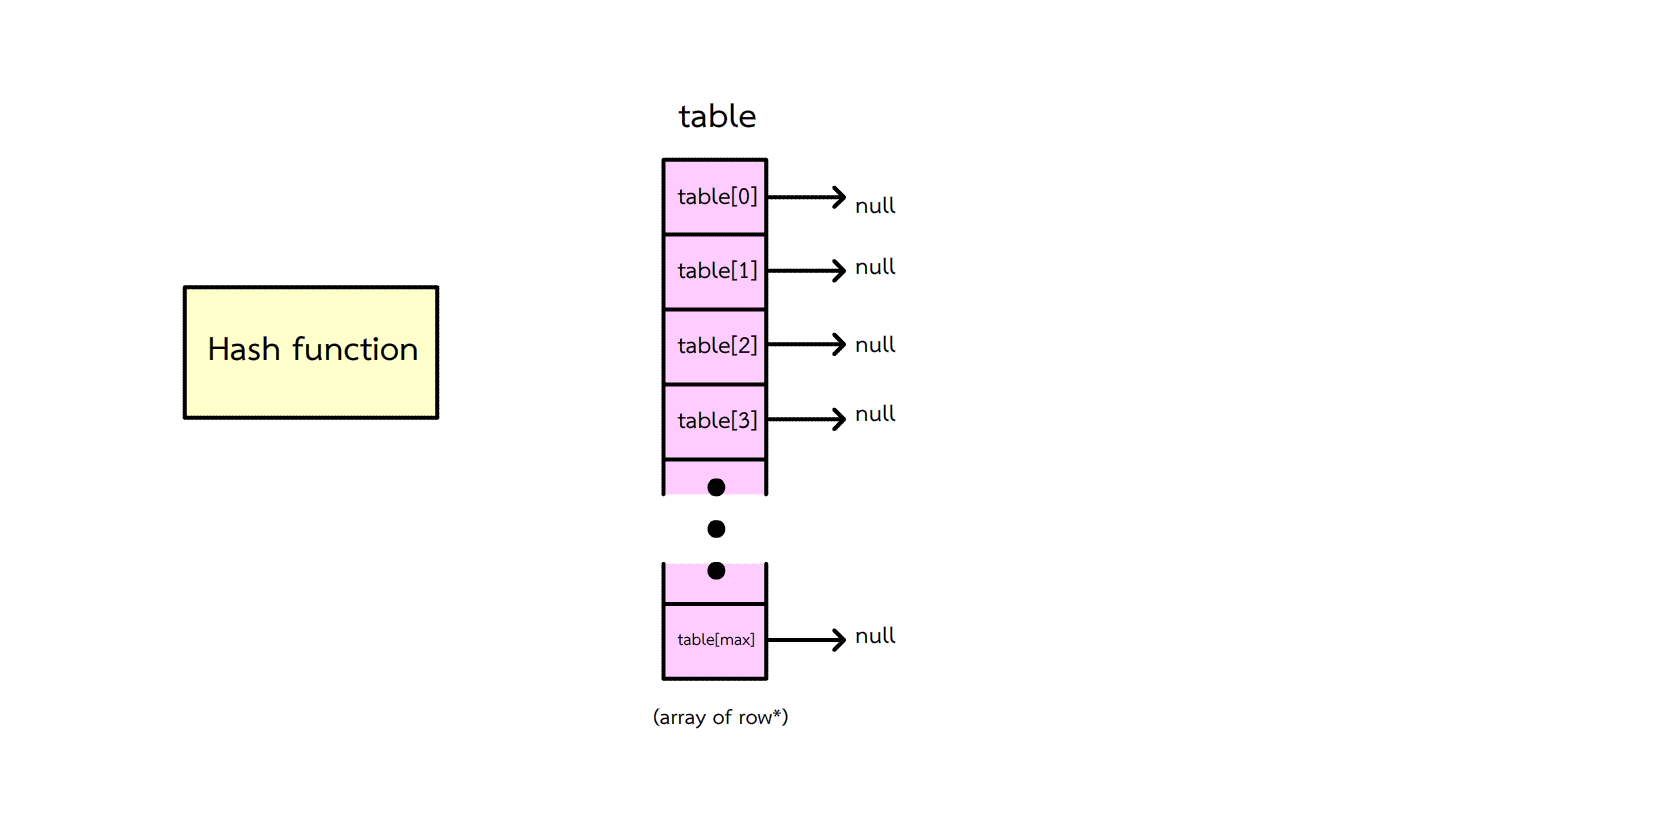 table
table[0]
null
table[1]
null
Hash function
table[2]
null
table[3]
null
table[max]
null
(array of row*)